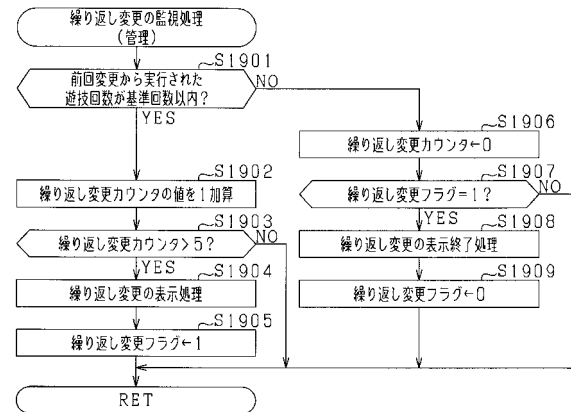 繰り返し変更の監視処理
(管理)
S1901
前回変更から実行された
遊技回数が基準回数以内?
NO
YES
S1902
繰り返し変更カウンタの値を1加算
S1903
繰り返し変更カウンタ>5?
NO
YES
S1904
繰り返し変更の表示処理
S1905
繰り返し変更フラグ←1
S1906
繰り返し変更カウンタ←0
S1907
繰り返し変更フラグ=1?
NO
YES
S1908
繰り返し変更の表示終了処理
S1909
繰り返し変更フラグ←0
RET